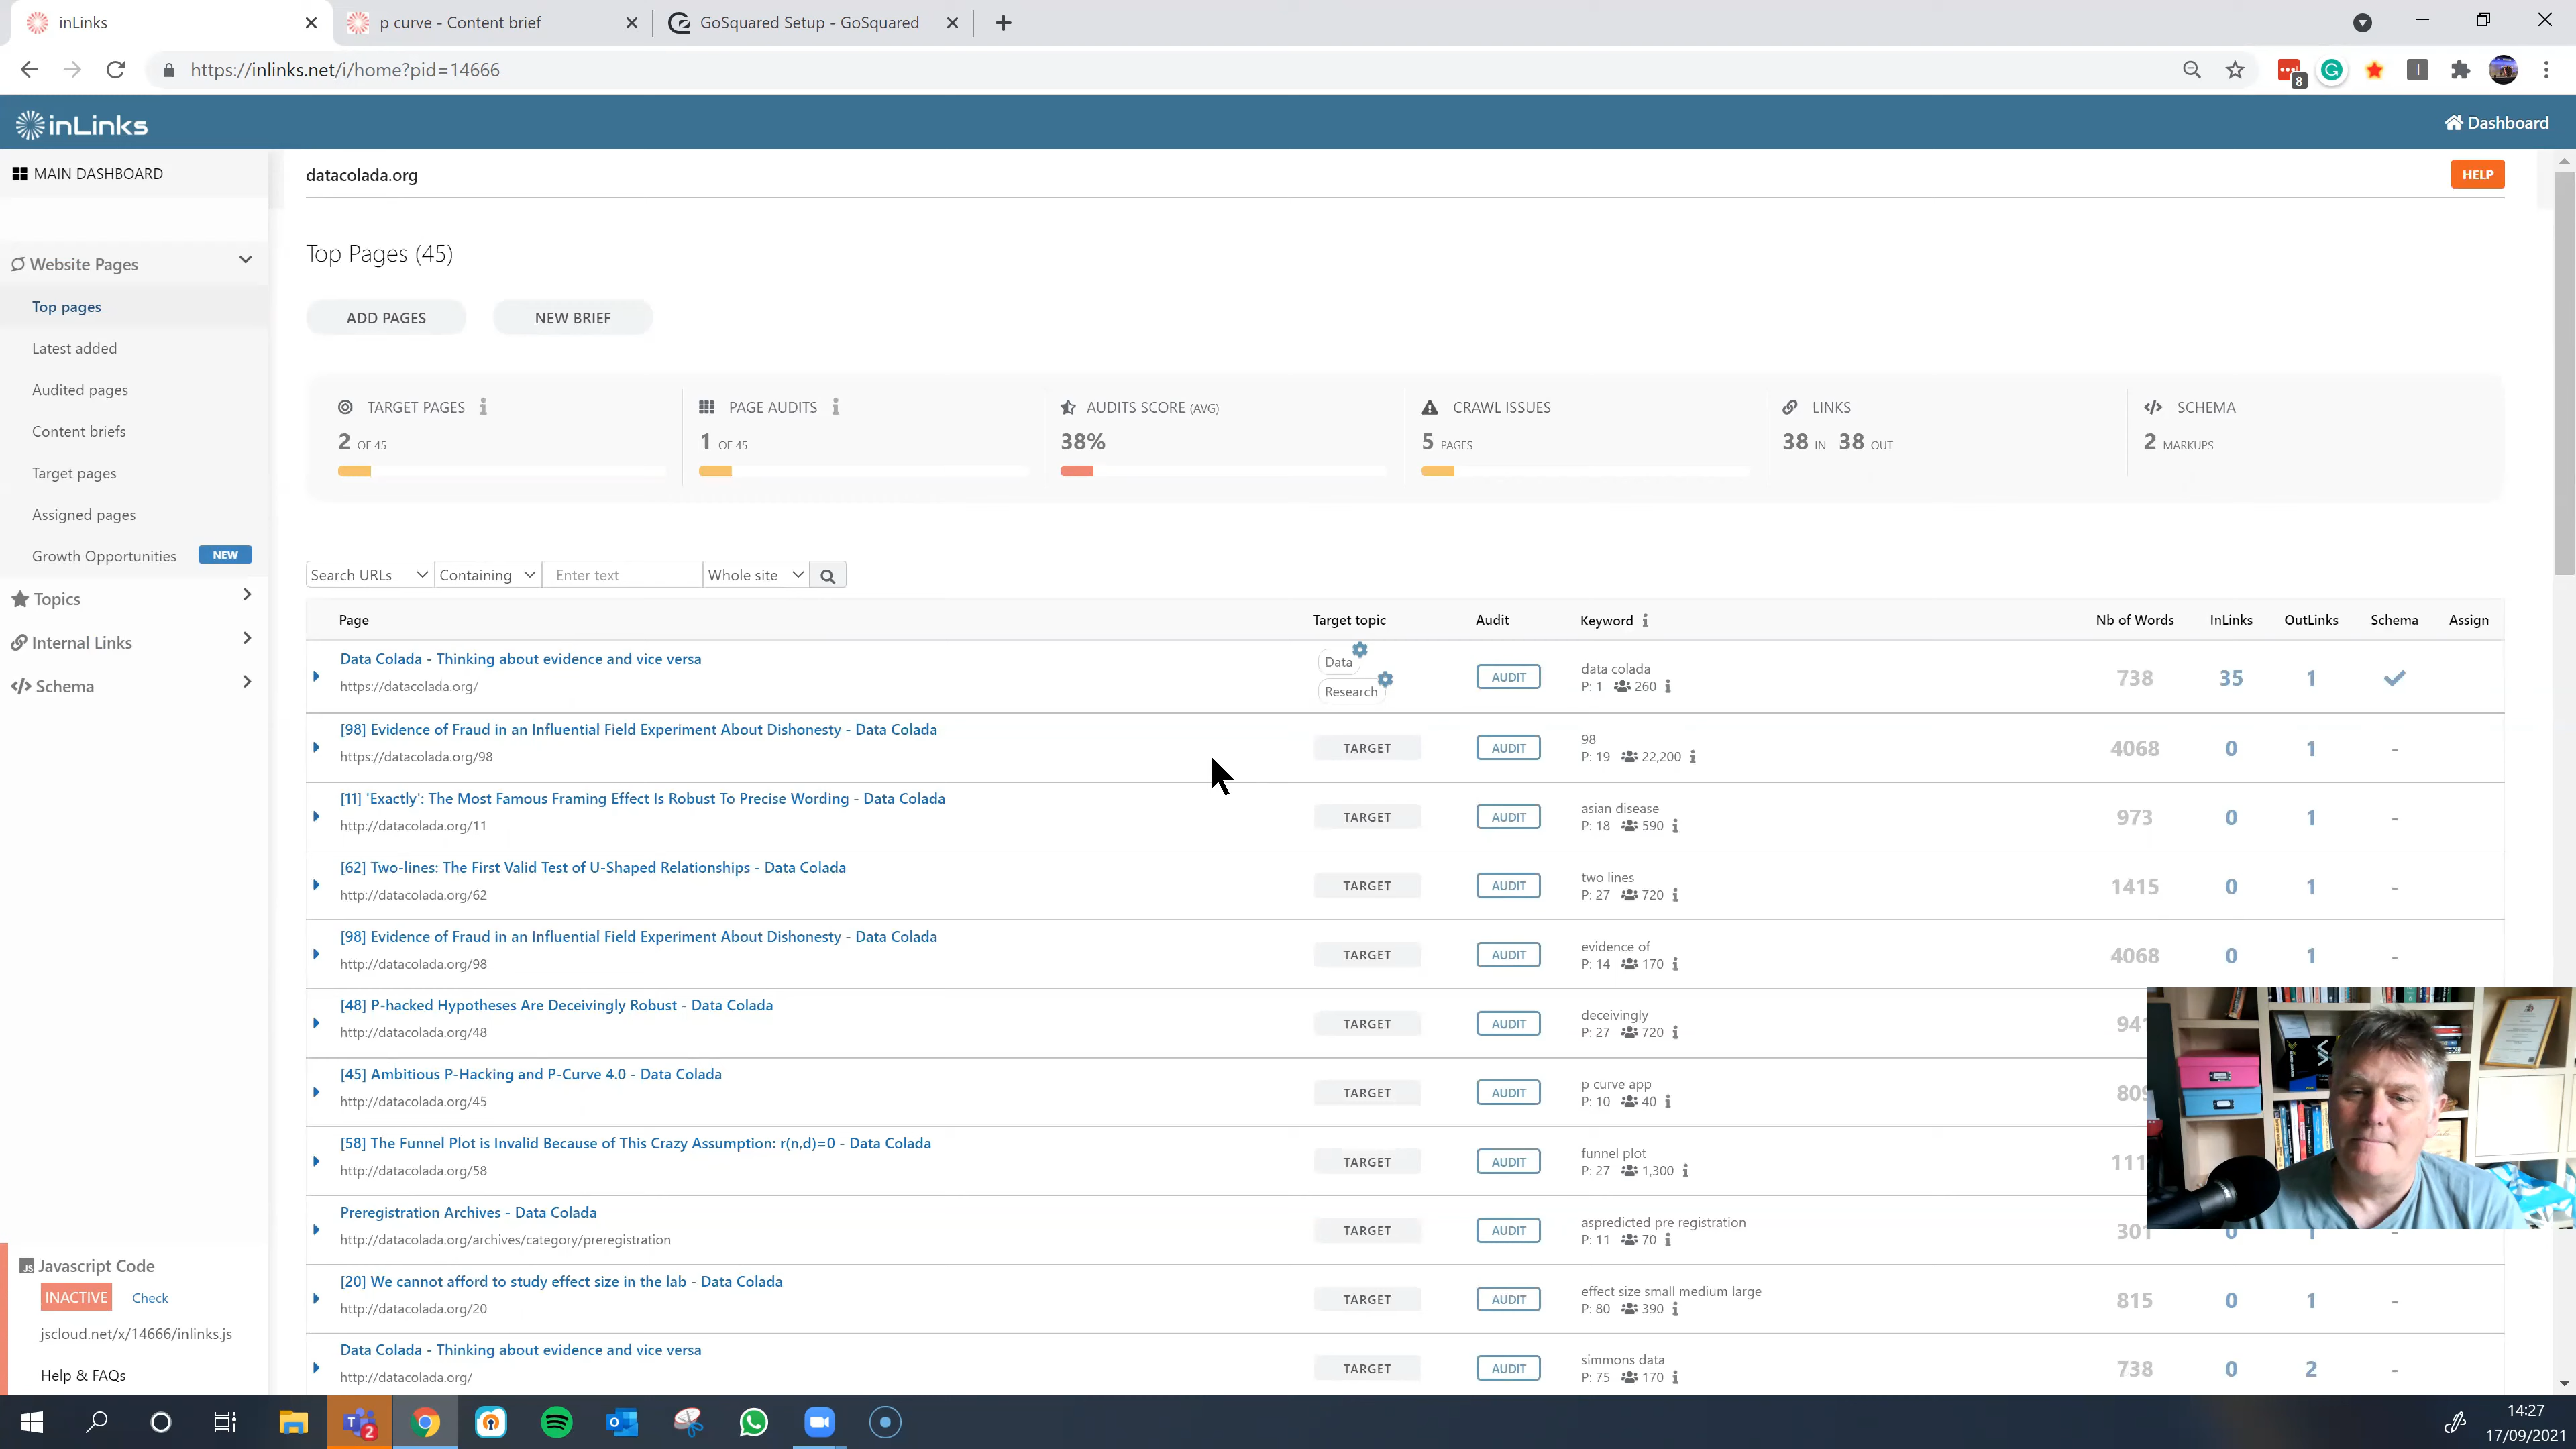 inLinks
p curve - Content brief
GoSquared Setup - GoSquared
https://inlinks.net/i/home?pid=14666
8
inLinks
Dashboard
MAIN DASHBOARD
datacolada.org
HELP
Website Pages
Top pages
Latest added
Audited pages
Content briefs
Target pages
Assigned pages
Growth Opportunities NEW
Topics
Internal Links
Schema
Top Pages (45)
ADD PAGES NEW BRIEF
TARGET PAGES
2 OF 45
PAGE AUDITS
1 OF 45
AUDITS SCORE (AVG)
38%
CRAWL ISSUES
5 PAGES
LINKS
38 IN 38 OUT
SCHEMA
2 MARKUPS
Search URLs Containing Enter text Whole site
Page Target topic Audit Keyword Nb of Words InLinks OutLinks Schema Assign
Data Colada - Thinking about evidence and vice versa
https://datacolada.org/
Data
Research
AUDIT
data colada
P: 1 260
738 35 1
[98] Evidence of Fraud in an Influential Field Experiment About Dishonesty - Data Colada
https://datacolada.org/98
TARGET AUDIT
98
P: 19 22,200
4068 0 1 -
[11] 'Exactly': The Most Famous Framing Effect Is Robust To Precise Wording - Data Colada
http://datacolada.org/11
TARGET AUDIT
asian disease
P: 18 590
973 0 1 -
[62] Two-lines: The First Valid Test of U-Shaped Relationships - Data Colada
http://datacolada.org/62
TARGET AUDIT
two lines
P: 27 720
1415 0 1 -
[98] Evidence of Fraud in an Influential Field Experiment About Dishonesty - Data Colada
http://datacolada.org/98
TARGET AUDIT
evidence of
P: 14 170
4068 0 1 -
[48] P-hacked Hypotheses Are Deceivingly Robust - Data Colada
http://datacolada.org/48
TARGET AUDIT
deceivingly
P: 27 720
[45] Ambitious P-Hacking and P-Curve 4.0 - Data Colada
http://datacolada.org/45
TARGET AUDIT
p curve app
P: 10 40
[58] The Funnel Plot is Invalid Because of This Crazy Assumption: r(n,d)=0 - Data Colada
http://datacolada.org/58
TARGET AUDIT
funnel plot
P: 27 1,300
Preregistration Archives - Data Colada
http://datacolada.org/archives/category/preregistration
TARGET AUDIT
aspredicted pre registration
P: 11 70
301 0 1 -
[20] We cannot afford to study effect size in the lab - Data Colada
http://datacolada.org/20
TARGET AUDIT
effect size small medium large
P: 80 390
815 0 1 -
Data Colada - Thinking about evidence and vice versa
http://datacolada.org/
TARGET AUDIT
simmons data
P: 75 170
738 0 2 -
Javascript Code
INACTIVE Check
jscloud.net/x/14666/inlinks.js
Help & FAQs
2
14:27
17/09/2021